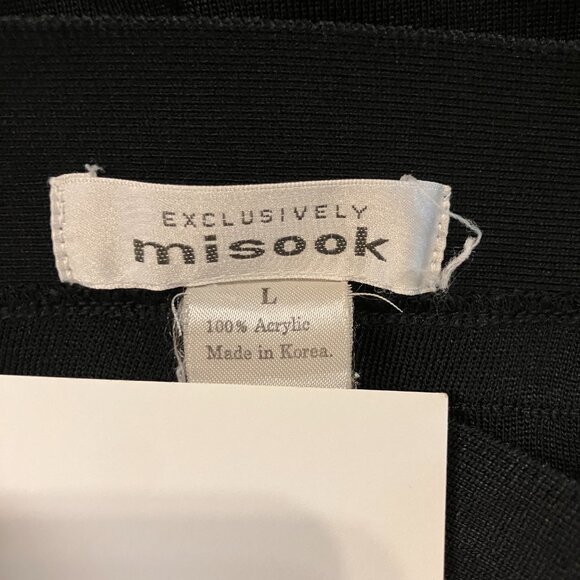 EXCLUSIVELY
misook
L
100% Acrylic
Made in Korea.